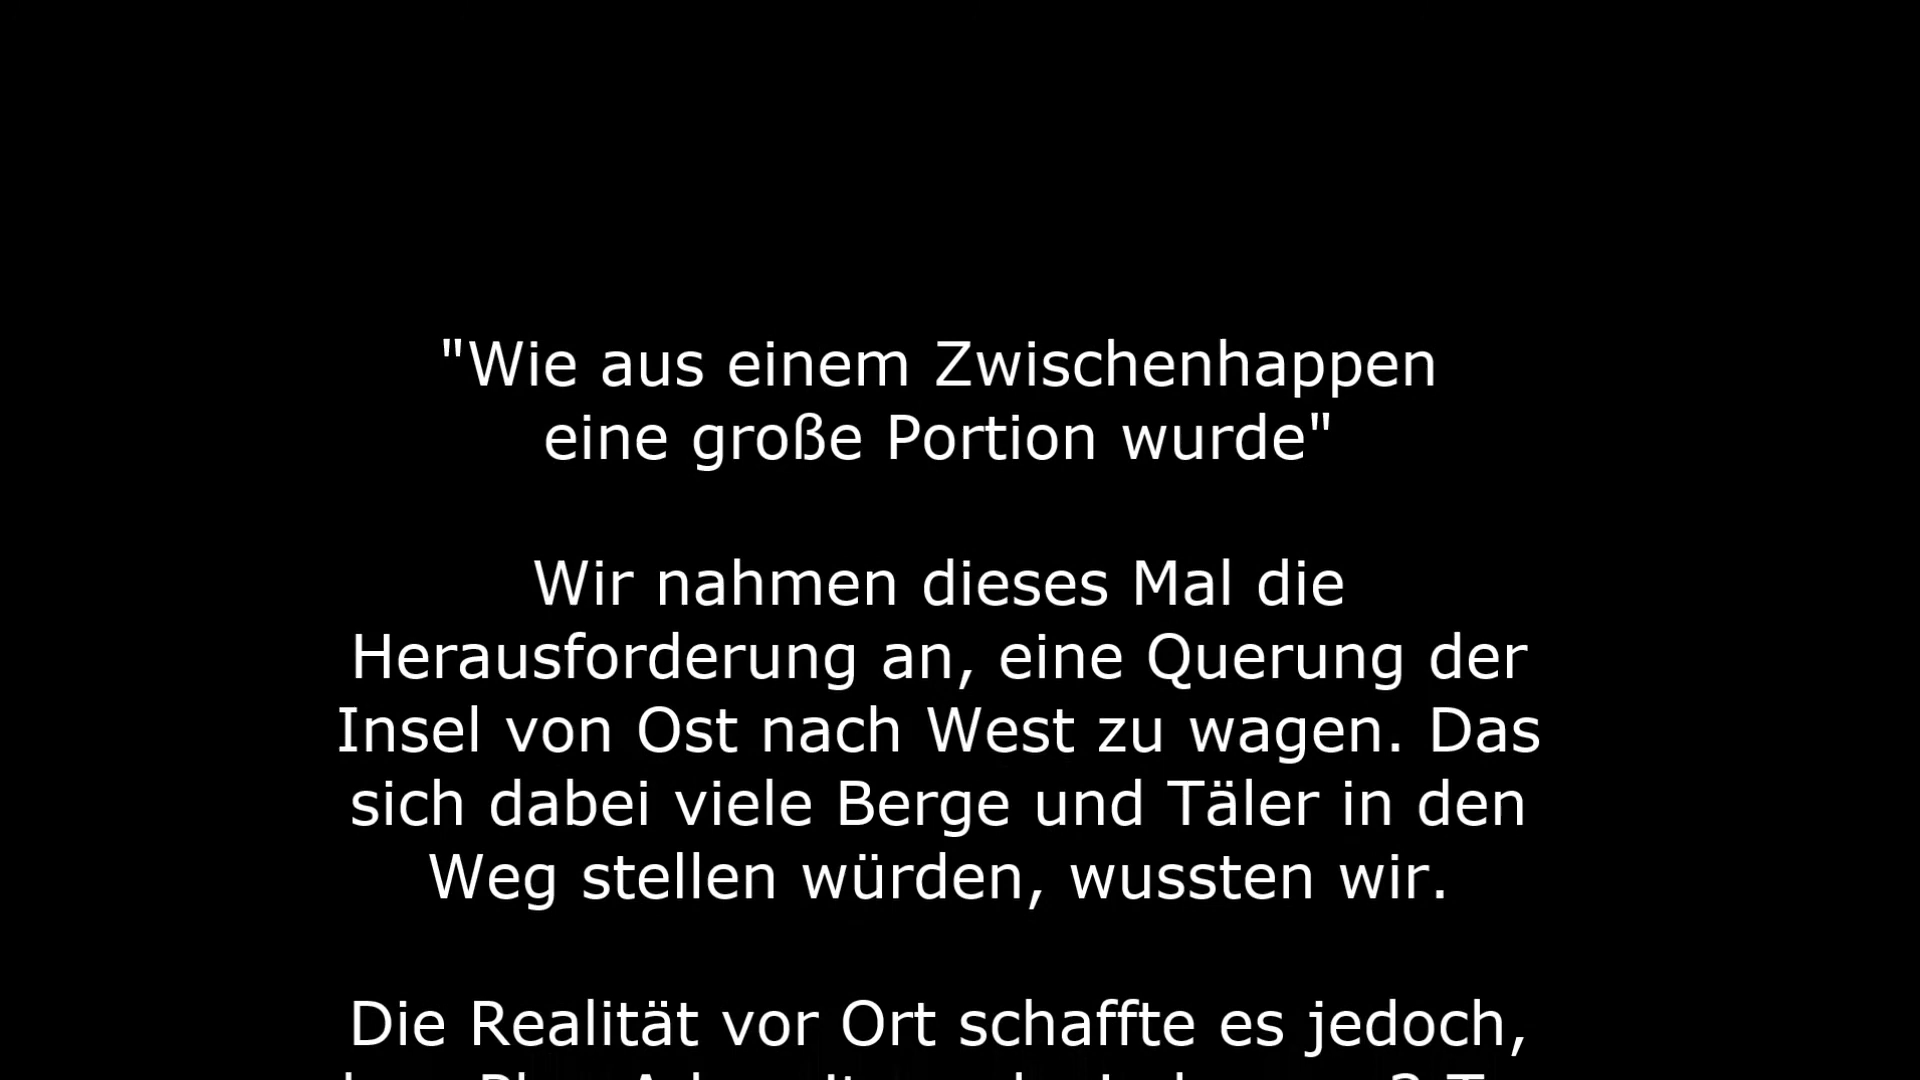 "Wie aus einem Zwischenhappen
eine große Portion wurde"
Wir nahmen dieses Mal die
Herausforderung an, eine Querung der
Insel von Ost nach West zu wagen. Das
sich dabei viele Berge und Täler in den
Weg stellen würden, wussten wir.
Die Realität vor Ort schaffte es jedoch,